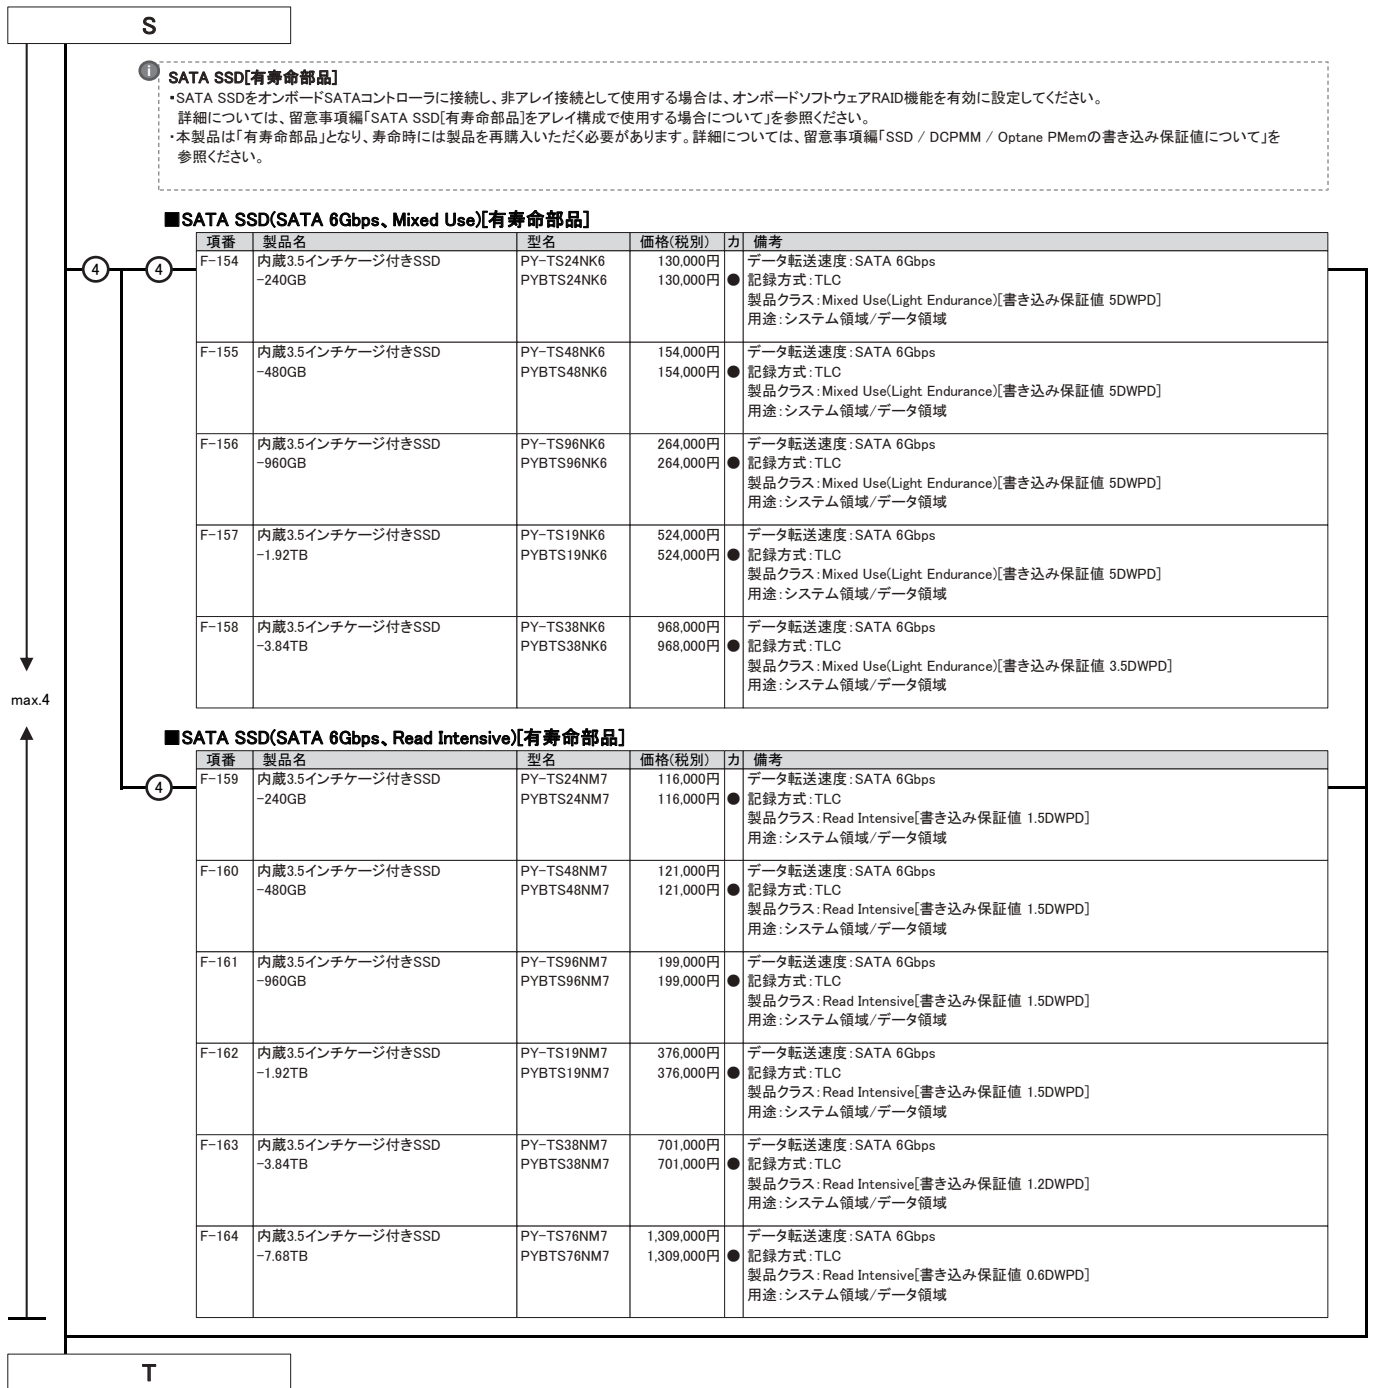 S
i
SATA SSD[有寿命部品]
・SATA SSDをオンボードSATAコントローラに接続し、非アレイ接続として使用する場合は、オンボードソフトウェアRAID機能を有効に設定してください。
詳細については、留意事項編「SATA SSD[有寿命部品]をアレイ構成で使用する場合について」を参照ください。
・本製品は「有寿命部品」となり、寿命時には製品を再購入いただく必要があります。詳細については、留意事項編「SSD / DCPMM / Optane PMemの書き込み保証値について」を
参照ください。
■SATA SSD(SATA 6Gbps、Mixed Use)[有寿命部品]
項番 製品名 型名 価格(税別) カ 備考
F-154 内蔵3.5インチケージ付きSSD PY-TS24NK6 130,000円 データ転送速度:SATA 6Gbps
-240GB PYBTS24NK6 130,000円 ● 記録方式:TLC
製品クラス:Mixed Use(Light Endurance)[書き込み保証値 5DWPD]
用途:システム領域/データ領域
F-155 内蔵3.5インチケージ付きSSD PY-TS48NK6 154,000円 データ転送速度:SATA 6Gbps
-480GB PYBTS48NK6 154,000円 ● 記録方式:TLC
製品クラス:Mixed Use(Light Endurance)[書き込み保証値 5DWPD]
用途:システム領域/データ領域
F-156 内蔵3.5インチケージ付きSSD PY-TS96NK6 264,000円 データ転送速度:SATA 6Gbps
-960GB PYBTS96NK6 264,000円 ● 記録方式:TLC
製品クラス:Mixed Use(Light Endurance)[書き込み保証値 5DWPD]
用途:システム領域/データ領域
F-157 内蔵3.5インチケージ付きSSD PY-TS19NK6 524,000円 データ転送速度:SATA 6Gbps
-1.92TB PYBTS19NK6 524,000円 ● 記録方式:TLC
製品クラス:Mixed Use(Light Endurance)[書き込み保証値 5DWPD]
用途:システム領域/データ領域
F-158 内蔵3.5インチケージ付きSSD PY-TS38NK6 968,000円 データ転送速度:SATA 6Gbps
-3.84TB PYBTS38NK6 968,000円 ● 記録方式:TLC
製品クラス:Mixed Use(Light Endurance)[書き込み保証値 3.5DWPD]
用途:システム領域/データ領域
4 4
max.4
■SATA SSD(SATA 6Gbps、Read Intensive)[有寿命部品]
項番 製品名 型名 価格(税別) カ 備考
F-159 内蔵3.5インチケージ付きSSD PY-TS24NM7 116,000円 データ転送速度:SATA 6Gbps
-240GB PYBTS24NM7 116,000円 ● 記録方式:TLC
製品クラス:Read Intensive[書き込み保証値 1.5DWPD]
用途:システム領域/データ領域
F-160 内蔵3.5インチケージ付きSSD PY-TS48NM7 121,000円 データ転送速度:SATA 6Gbps
-480GB PYBTS48NM7 121,000円 ● 記録方式:TLC
製品クラス:Read Intensive[書き込み保証値 1.5DWPD]
用途:システム領域/データ領域
F-161 内蔵3.5インチケージ付きSSD PY-TS96NM7 199,000円 データ転送速度:SATA 6Gbps
-960GB PYBTS96NM7 199,000円 ● 記録方式:TLC
製品クラス:Read Intensive[書き込み保証値 1.5DWPD]
用途:システム領域/データ領域
F-162 内蔵3.5インチケージ付きSSD PY-TS19NM7 376,000円 データ転送速度:SATA 6Gbps
-1.92TB PYBTS19NM7 376,000円 ● 記録方式:TLC
製品クラス:Read Intensive[書き込み保証値 1.5DWPD]
用途:システム領域/データ領域
F-163 内蔵3.5インチケージ付きSSD PY-TS38NM7 701,000円 データ転送速度:SATA 6Gbps
-3.84TB PYBTS38NM7 701,000円 ● 記録方式:TLC
製品クラス:Read Intensive[書き込み保証値 1.2DWPD]
用途:システム領域/データ領域
F-164 内蔵3.5インチケージ付きSSD PY-TS76NM7 1,309,000円 データ転送速度:SATA 6Gbps
-7.68TB PYBTS76NM7 1,309,000円 ● 記録方式:TLC
製品クラス:Read Intensive[書き込み保証値 0.6DWPD]
用途:システム領域/データ領域
4
T